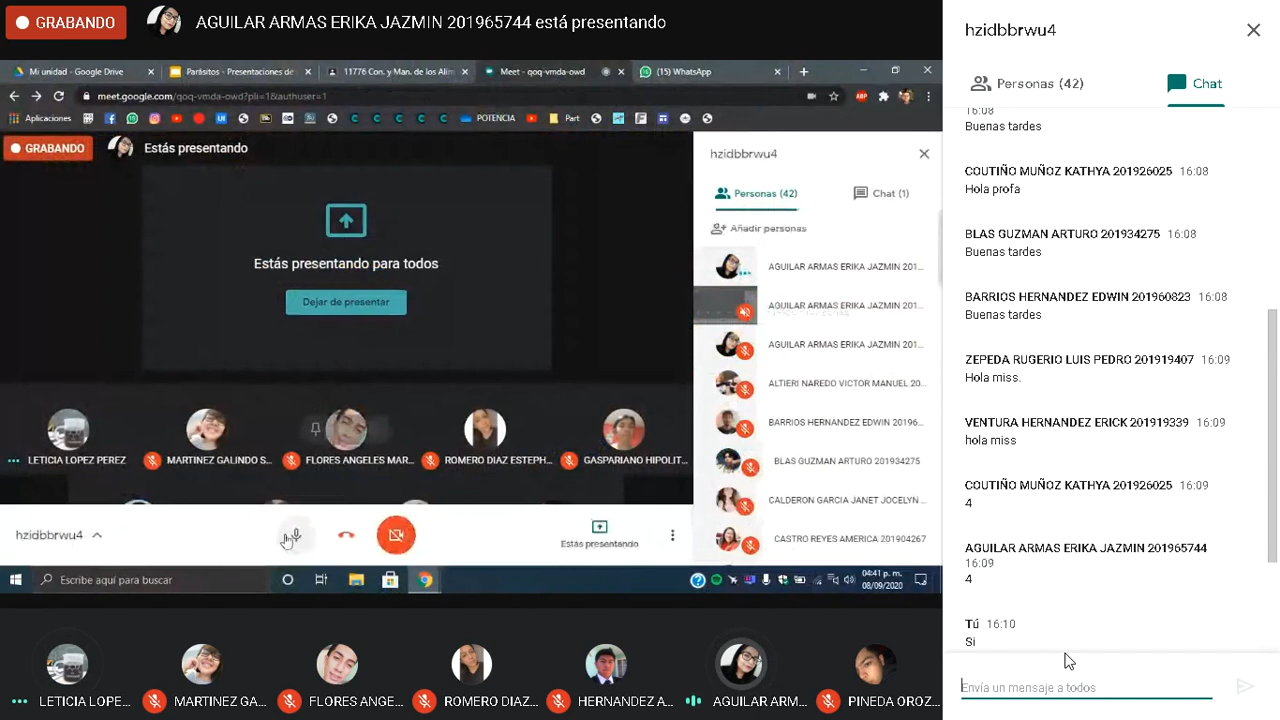 GRABANDO
AGUILAR ARMAS ERIKA JAZMIN 201965744 está presentando
Mi unidad - Google Drive
Parásitos - Presentaciones de
11776 Con. y Man. de los Alim
Meet - qoq-vmda-owd
(15) WhatsApp
meet.google.com/qoq-vmda-owd?pli=1&authuser=1
ABP
Aplicaciones
POTENCIA
Part
GRABANDO
Estás presentando
Estás presentando para todos
Dejar de presentar
LETICIA LOPEZ PEREZ
MARTINEZ GALINDO S...
FLORES ANGELES MAR...
ROMERO DIAZ ESTEPH...
GASPARIANO HIPOLIT...
hzidbbrwu4
Estás presentando
hzidbbrwu4
Personas (42)
Chat (1)
Añadir personas
AGUILAR ARMAS ERIKA JAZMIN 201...
AGUILAR ARMAS ERIKA JAZMIN 201...
AGUILAR ARMAS ERIKA JAZMIN 201...
ALTIERI NAREDO VICTOR MANUEL 20...
BARRIOS HERNANDEZ EDWIN 20196...
BLAS GUZMAN ARTURO 201934275
CALDERON GARCIA JANET JOCELYN ...
CASTRO REYES AMERICA 201904267
Escribe aquí para buscar
04:41 p. m.
08/09/2020
LETICIA LOPE...
MARTINEZ GA...
FLORES ANGE...
ROMERO DIAZ...
HERNANDEZ A...
AGUILAR ARM...
PINEDA OROZ...
hzidbbrwu4
Personas (42)
Chat
16:08
Buenas tardes
COUTIÑO MUÑOZ KATHYA 201926025 16:08
Hola profa
BLAS GUZMAN ARTURO 201934275 16:08
Buenas tardes
BARRIOS HERNANDEZ EDWIN 201960823 16:08
Buenas tardes
ZEPEDA RUGERIO LUIS PEDRO 201919407 16:09
Hola miss.
VENTURA HERNANDEZ ERICK 201919339 16:09
hola miss
COUTIÑO MUÑOZ KATHYA 201926025 16:09
4
AGUILAR ARMAS ERIKA JAZMIN 201965744
16:09
4
Tú 16:10
Si
Envía un mensaje a todos